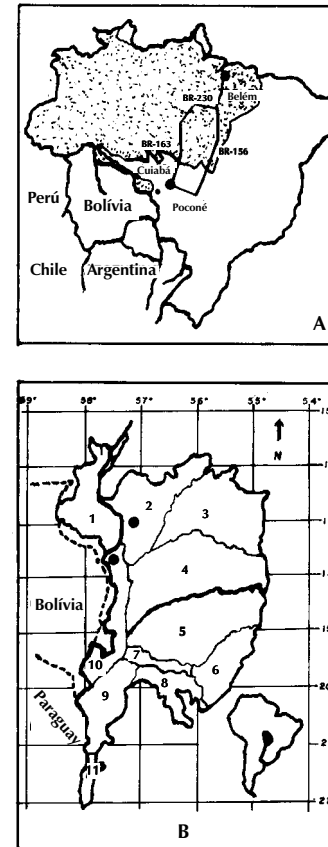 BR-230
Belém
BR-163
BR-156
Cuiabá
Perú
Bolívia
Poconé
Chile
Argentina
A
58°
57°
56°
55°
54°
N
1
2
3
4
Bolívia
5
10
7
6
9
8
Paraguay
11
B